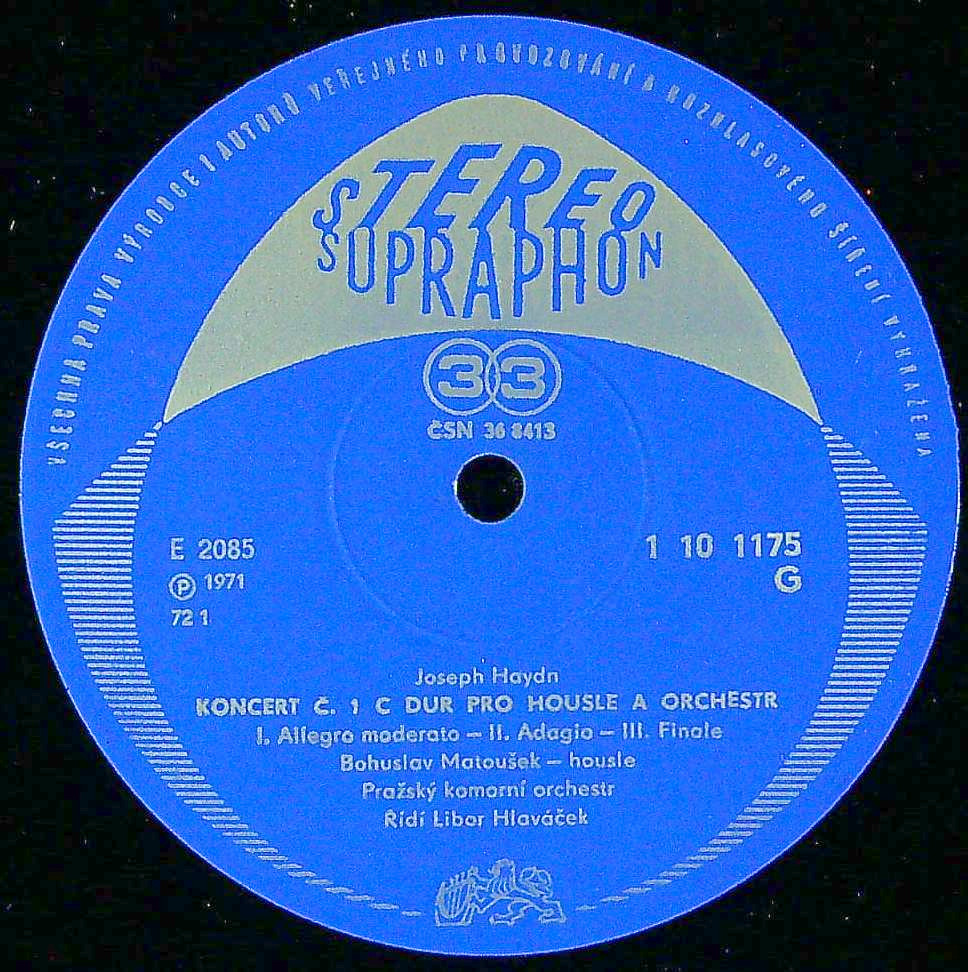 VŠECHNA PRÁVA VÝROBCE I AUTORŮ VEŘEJNÉHO PROVOZOVÁNÍ A ROZHLASOVÉHO ŠÍŘENÍ VYHRAŽENA
STEREO
SUPRAPHON
33
ČSN 36 8413
E 2085
Ⓟ 1971
72 1
1 10 1175
G
Joseph Haydn
KONCERT Č. 1 C DUR PRO HOUSLE A ORCHESTR
I. Allegro moderato – II. Adagio – III. Finale
Bohuslav Matoušek – housle
Pražský komorní orchestr
Řídí Libor Hlaváček